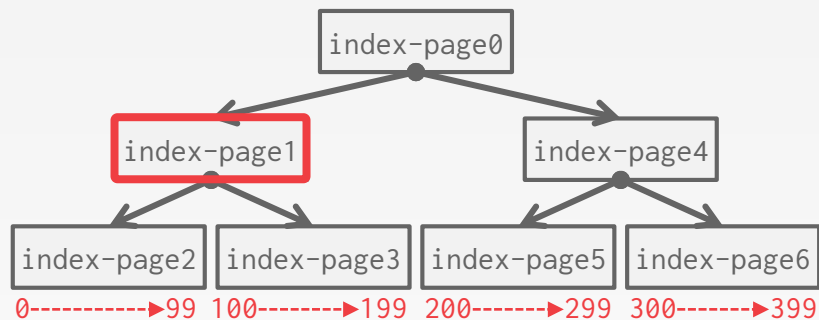 index-page0
index-page1 index-page4
index-page2 index-page3 index-page5 index-page6
0 99 100 199 200 299 300 399